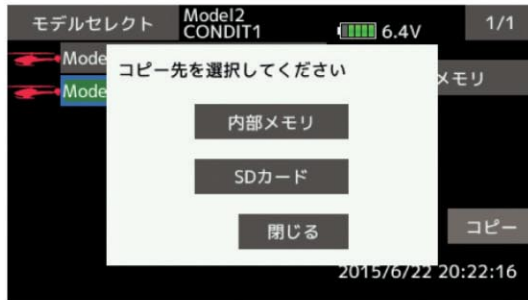 モデルセレクト
Model2
CONDIT1
6.4V
1/1
Mode
Mode
メモリ
コピー先を選択してください
内部メモリ
SDカード
閉じる
コピー
2015/6/22 20:22:16